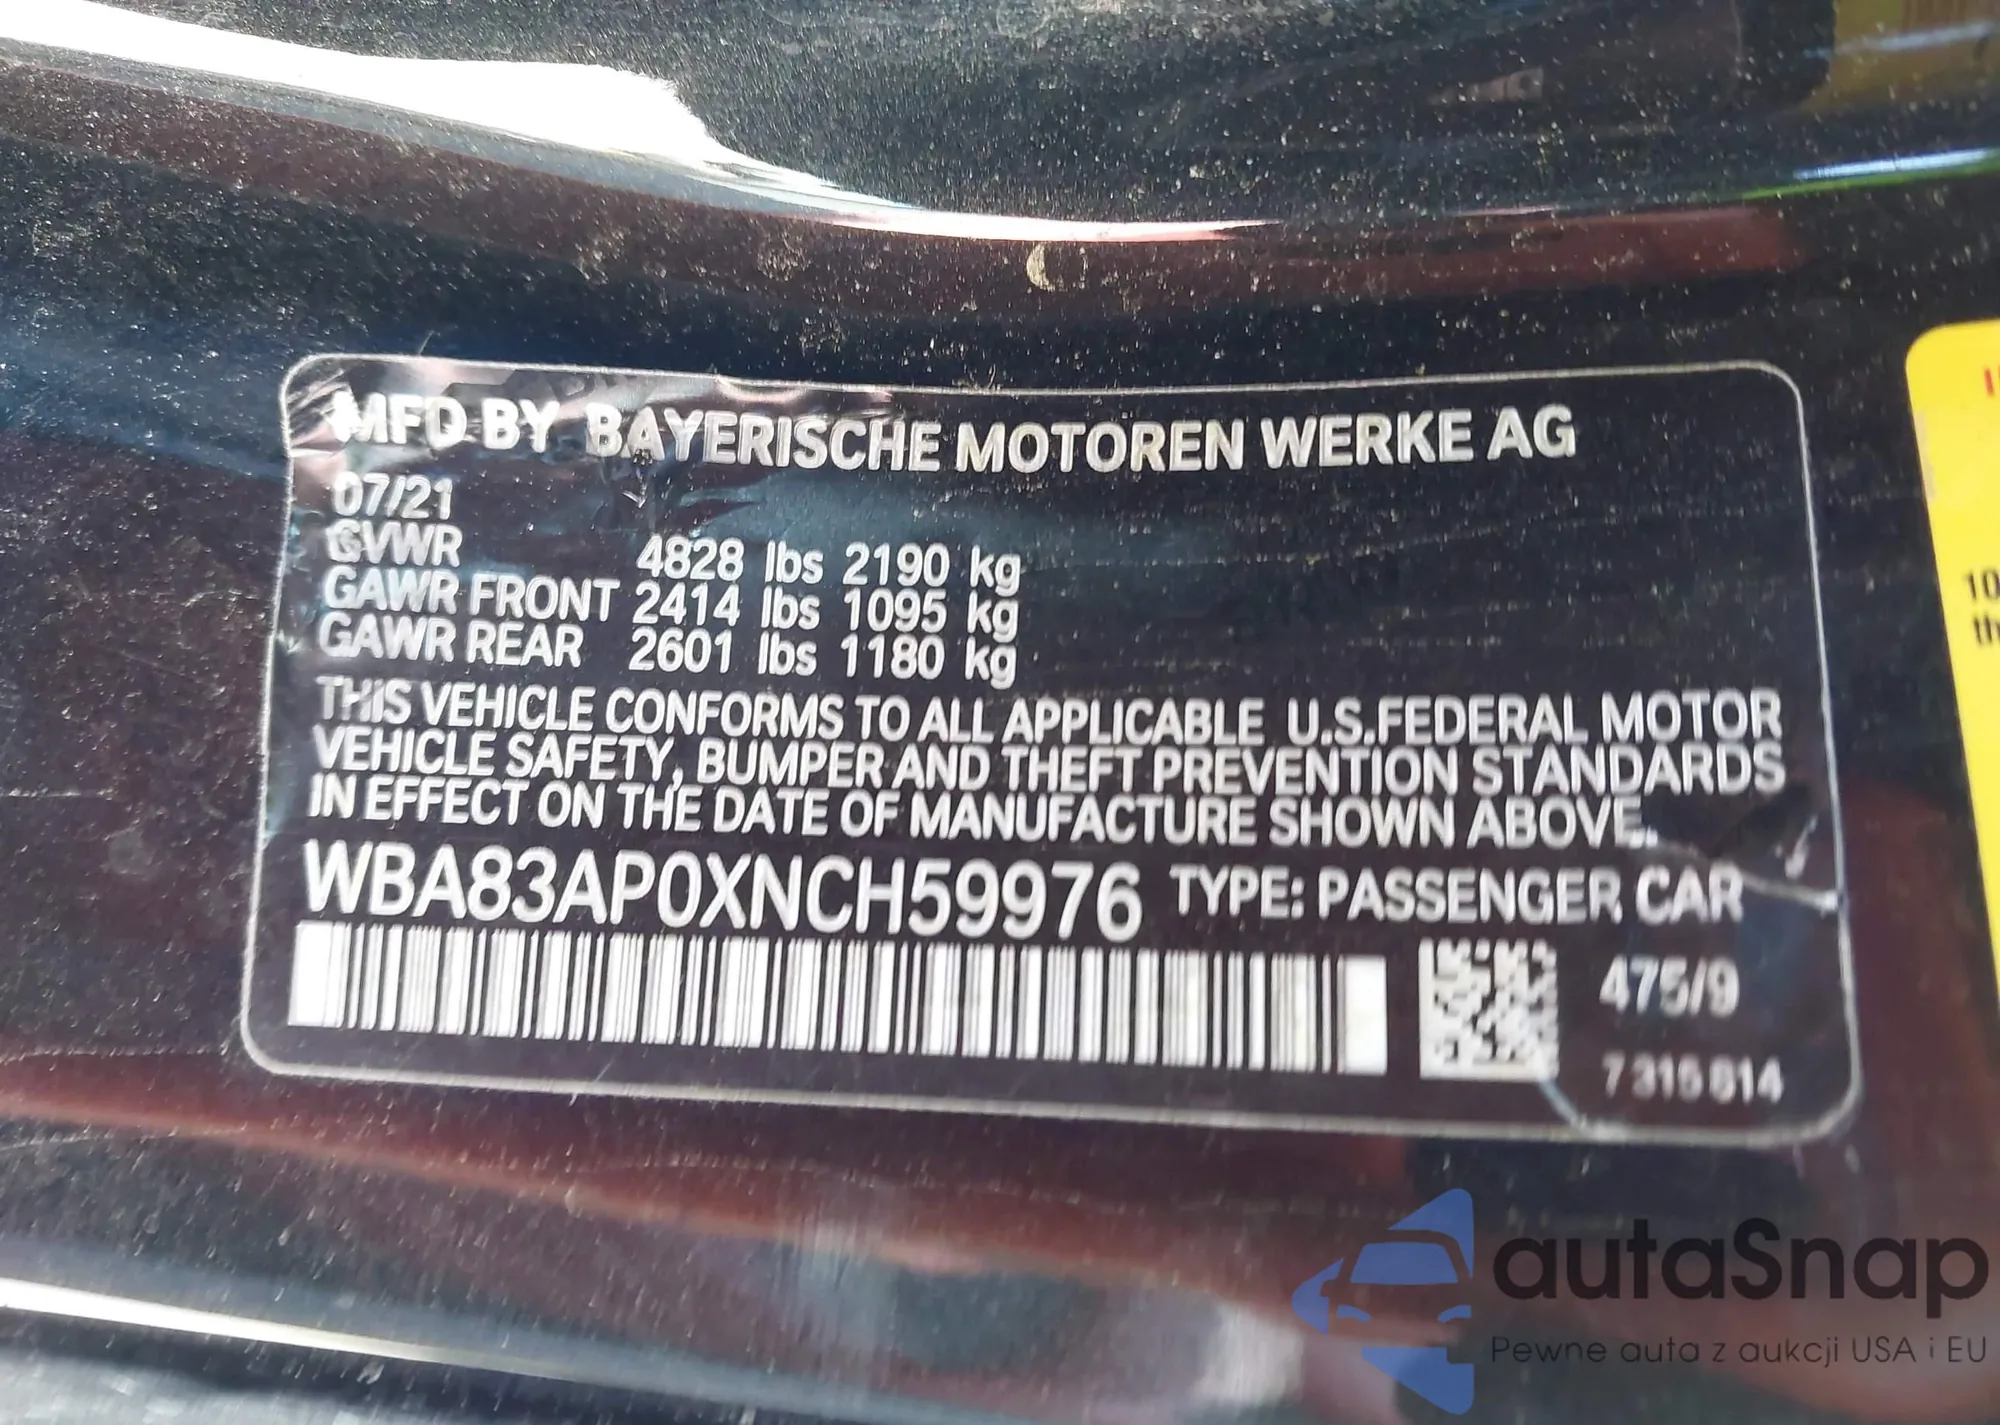 MFD BY BAYERISCHE MOTOREN WERKE AG
07/21
GVWR 4828 lbs 2190 kg
GAWR FRONT 2414 lbs 1095 kg
GAWR REAR 2601 lbs 1180 kg
THIS VEHICLE CONFORMS TO ALL APPLICABLE U.S.FEDERAL MOTOR
VEHICLE SAFETY, BUMPER AND THEFT PREVENTION STANDARDS
IN EFFECT ON THE DATE OF MANUFACTURE SHOWN ABOVE.
WBA83AP0XNCH59976 TYPE: PASSENGER CAR
475/9
10
th
autaSnap
Pewne auta z aukcji USA i EU